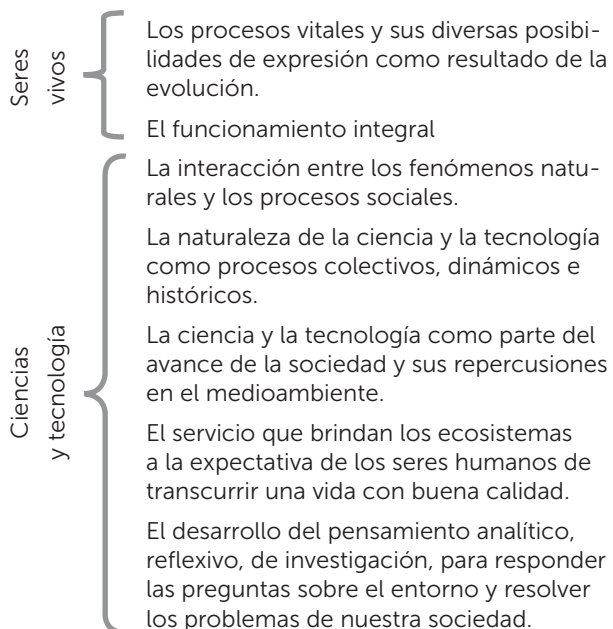 Seres
vivos
Los procesos vitales y sus diversas posibi-
lidades de expresión como resultado de la
evolución.
El funcionamiento integral
Ciencias
y tecnología
La interacción entre los fenómenos natu-
rales y los procesos sociales.
La naturaleza de la ciencia y la tecnología
como procesos colectivos, dinámicos e
históricos.
La ciencia y la tecnología como parte del
avance de la sociedad y sus repercusiones
en el medioambiente.
El servicio que brindan los ecosistemas
a la expectativa de los seres humanos de
transcurrir una vida con buena calidad.
El desarrollo del pensamiento analítico,
reflexivo, de investigación, para responder
las preguntas sobre el entorno y resolver
los problemas de nuestra sociedad.